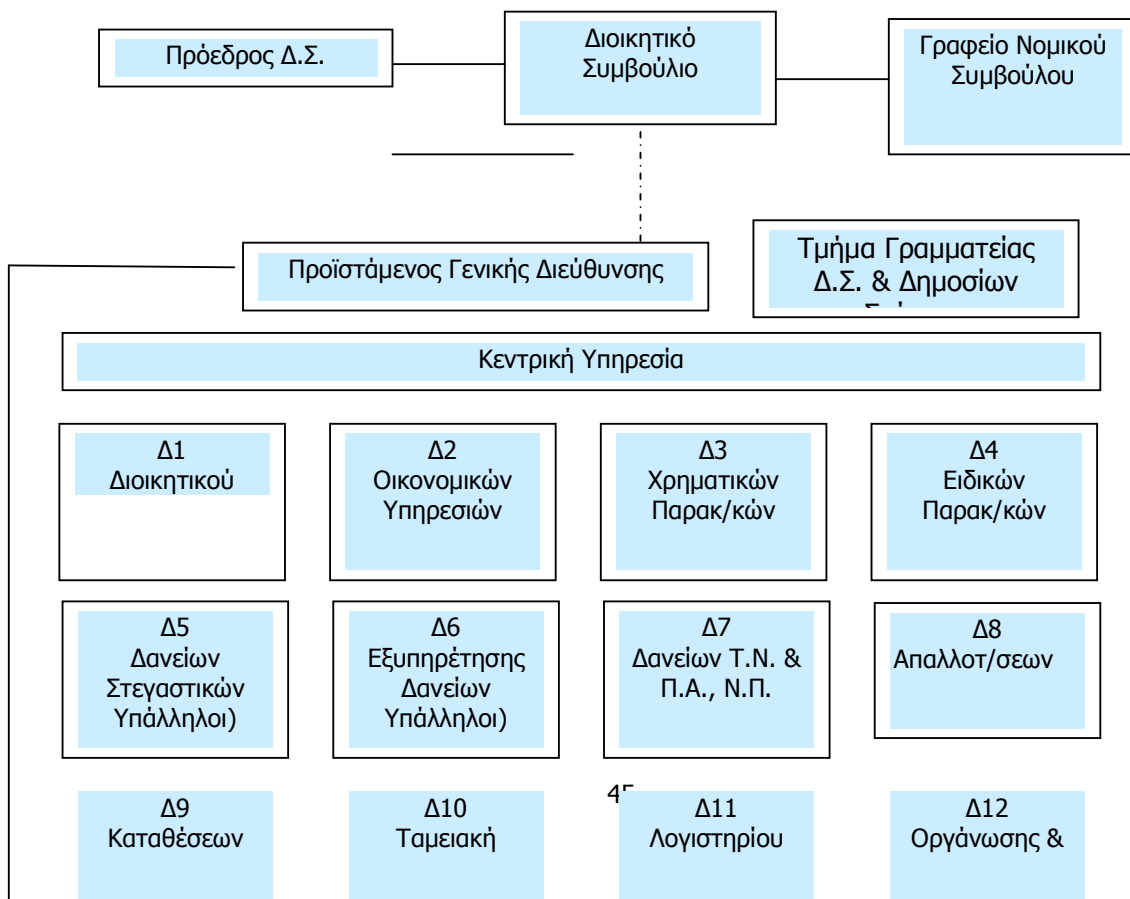 Πρόεδρος Δ.Σ.
Διοικητικό
Συμβούλιο
Γραφείο Νομικού
Συμβούλου
Προϊστάμενος Γενικής Διεύθυνσης
Τμήμα Γραμματείας
Δ.Σ. & Δημοσίων
Κεντρική Υπηρεσία
Δ1
Διοικητικού
Δ2
Οικονομικών
Υπηρεσιών
Δ3
Χρηματικών
Παρακ/κών
Δ4
Ειδικών
Παρακ/κών
Δ5
Δανείων
Στεγαστικών
Υπάλληλοι)
Δ6
Εξυπηρέτησης
Δανείων
Υπάλληλοι)
Δ7
Δανείων Τ.Ν. &
Π.Α., Ν.Π.
Δ8
Απαλλοτ/σεων
Δ9
Καταθέσεων
Δ10
Ταμειακή
Δ11
Λογιστηρίου
Δ12
Οργάνωσης &